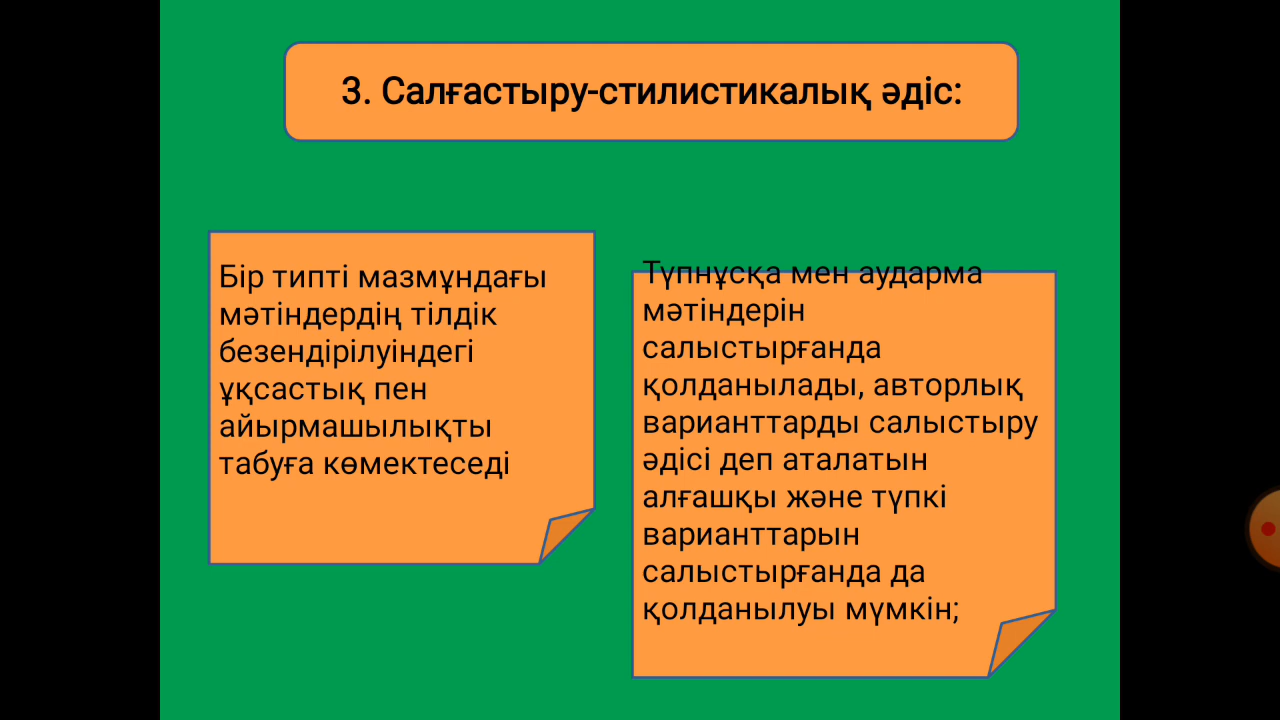 3. Салғастыру-стилистикалық әдіс:
Бір типті мазмұндағы
мәтіндердің тілдік
безендірілуіндегі
ұқсастық пен
айырмашылықты
табуға көмектеседі
Түпнұсқа мен аударма
мәтіндерін
салыстырғанда
қолданылады, авторлық
варианттарды салыстыру
әдісі деп аталатын
алғашқы және түпкі
варианттарын
салыстырғанда да
қолданылуы мүмкін;